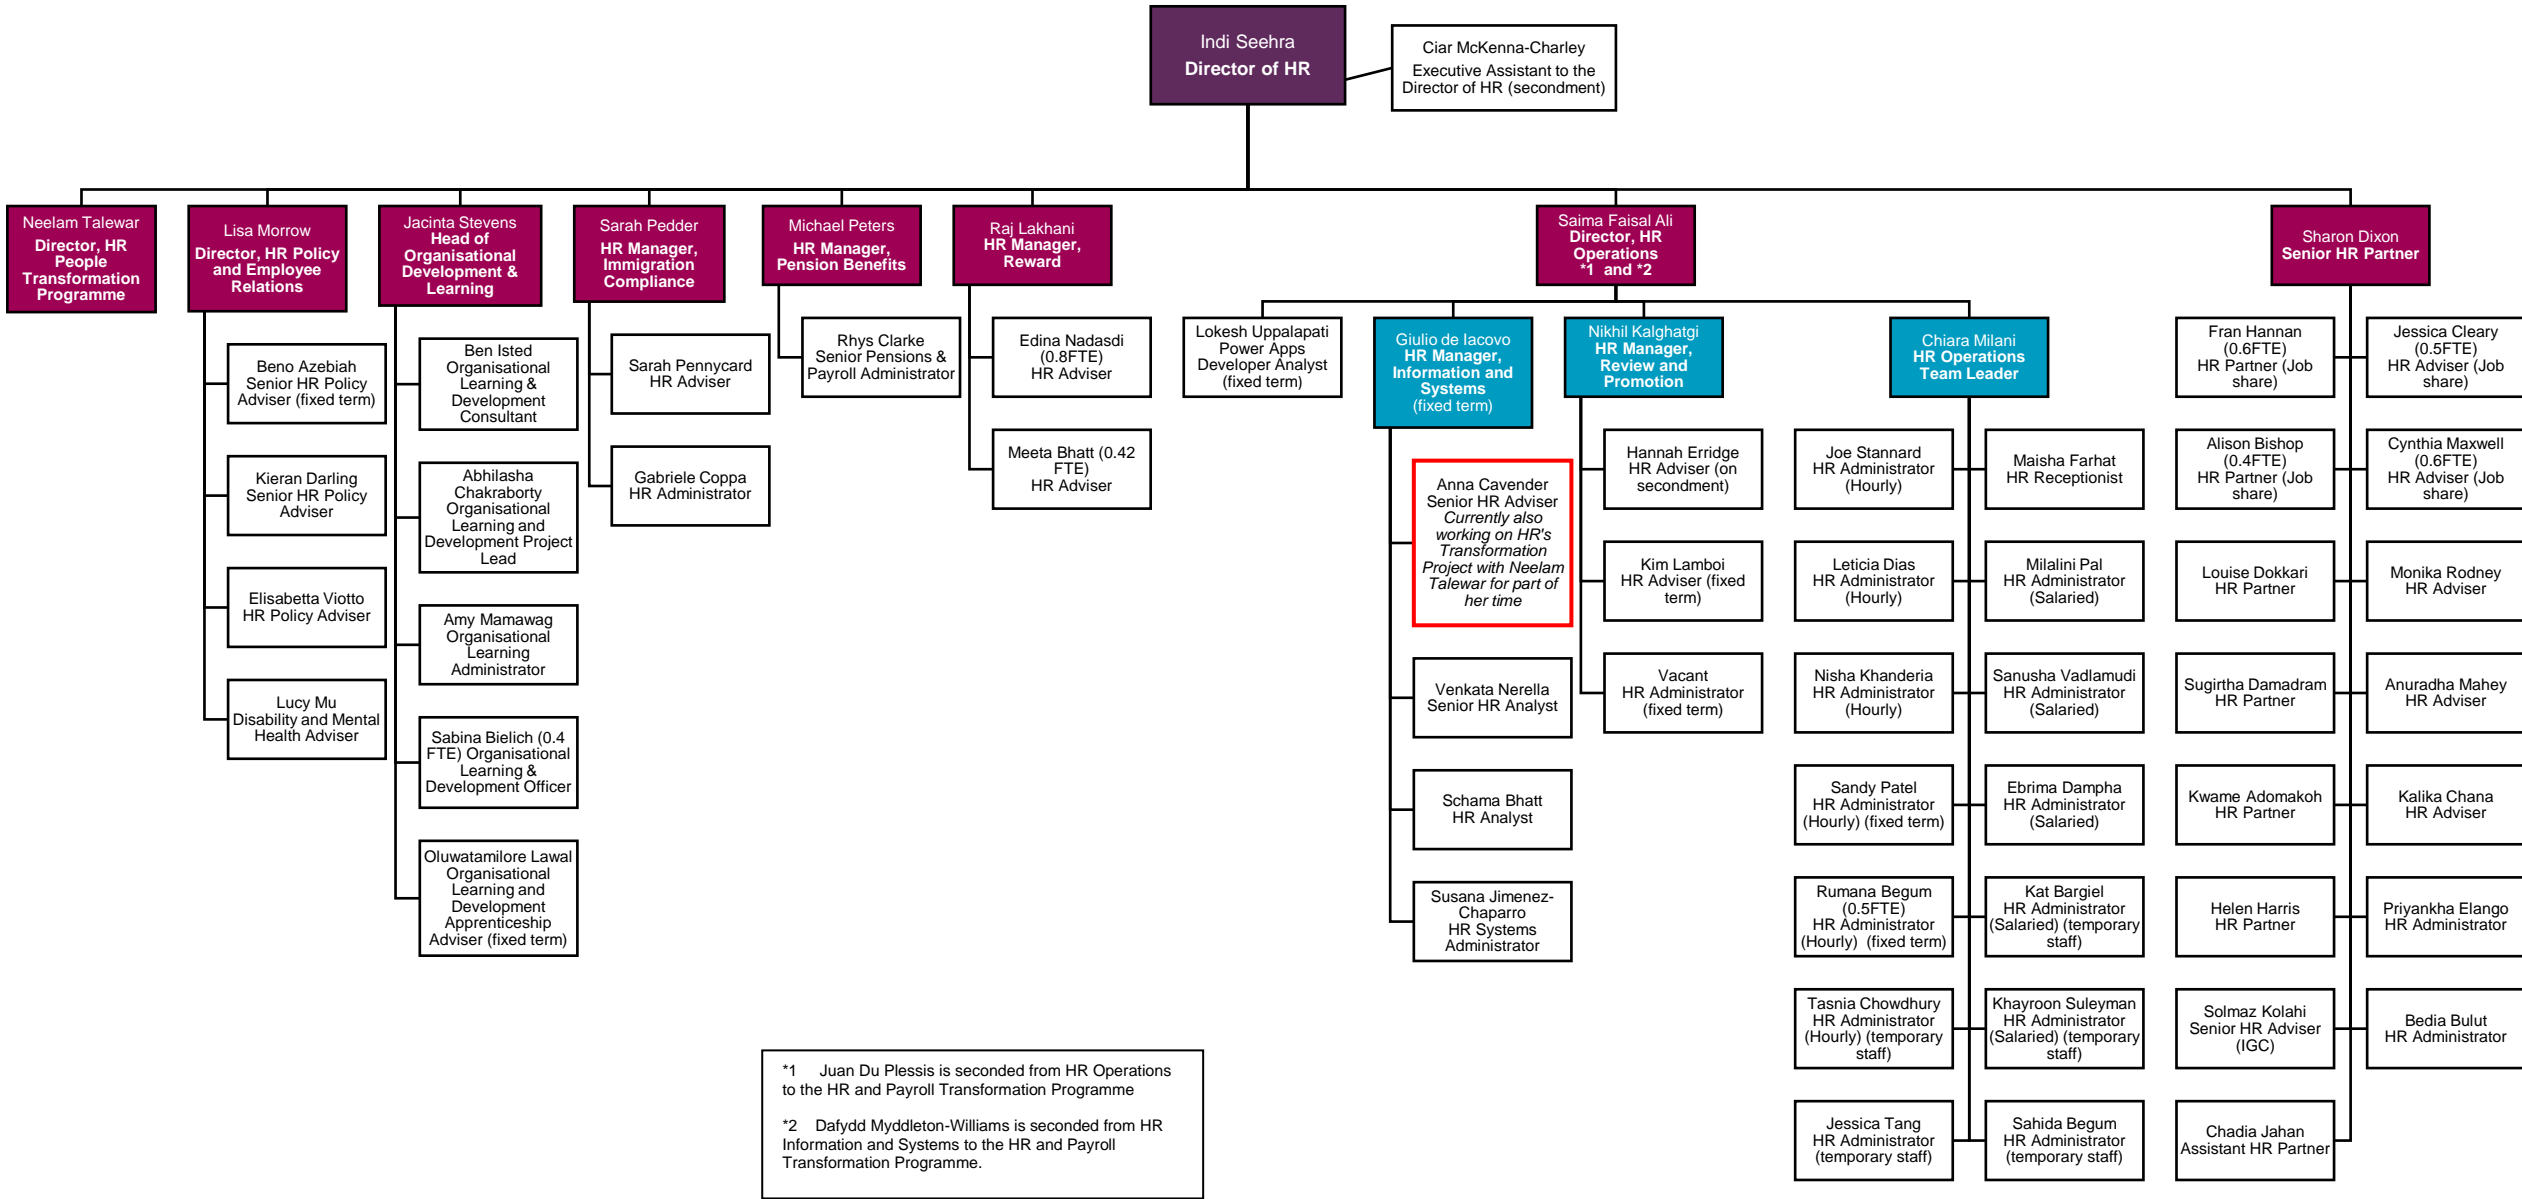 Indi Seehra
Director of HR
Ciar McKenna-Charley
Executive Assistant to the
Director of HR (secondment)
Neelam Talewar
Director, HR
People
Transformation
Programme
Lisa Morrow
Director, HR Policy
and Employee
Relations
Jacinta Stevens
Head of
Organisational
Development &
Learning
Sarah Pedder
HR Manager,
Immigration
Compliance
Michael Peters
HR Manager,
Pension Benefits
Raj Lakhani
HR Manager,
Reward
Saima Faisal Ali
Director, HR
Operations
*1 and *2
Sharon Dixon
Senior HR Partner
Beno Azebiah
Senior HR Policy
Adviser (fixed term)
Kieran Darling
Senior HR Policy
Adviser
Elisabetta Viotto
HR Policy Adviser
Lucy Mu
Disability and Mental
Health Adviser
Ben Isted
Organisational
Learning &
Development
Consultant
Abhilasha
Chakraborty
Organisational
Learning and
Development Project
Lead
Amy Mamawag
Organisational
Learning
Administrator
Sabina Bielich (0.4
FTE) Organisational
Learning &
Development Officer
Oluwatamilore Lawal
Organisational
Learning and
Development
Apprenticeship
Adviser (fixed term)
Sarah Pennycard
HR Adviser
Gabriele Coppa
HR Administrator
Rhys Clarke
Senior Pensions &
Payroll Administrator
Edina Nadasdi
(0.8FTE)
HR Adviser
Meeta Bhatt (0.42
FTE)
HR Adviser
Lokesh Uppalapati
Power Apps
Developer Analyst
(fixed term)
Giulio de Iacovo
HR Manager,
Information and
Systems
(fixed term)
Nikhil Kalghatgi
HR Manager,
Review and
Promotion
Chiara Milani
HR Operations
Team Leader
Anna Cavender
Senior HR Adviser
Currently also
working on HR's
Transformation
Project with Neelam
Talewar for part of
her time
Venkata Nerella
Senior HR Analyst
Schama Bhatt
HR Analyst
Susana Jimenez-
Chaparro
HR Systems
Administrator
Hannah Erridge
HR Adviser (on
secondment)
Kim Lamboi
HR Adviser (fixed
term)
Vacant
HR Administrator
(fixed term)
Joe Stannard
HR Administrator
(Hourly)
Maisha Farhat
HR Receptionist
Leticia Dias
HR Administrator
(Hourly)
Milalini Pal
HR Administrator
(Salaried)
Nisha Khanderia
HR Administrator
(Hourly)
Sanusha Vadlamudi
HR Administrator
(Salaried)
Sandy Patel
HR Administrator
(Hourly) (fixed term)
Ebrima Dampha
HR Administrator
(Salaried)
Rumana Begum
(0.5FTE)
HR Administrator
(Hourly) (fixed term)
Kat Bargiel
HR Administrator
(Salaried) (temporary
staff)
Tasnia Chowdhury
HR Administrator
(Hourly) (temporary
staff)
Khayroon Suleyman
HR Administrator
(Salaried) (temporary
staff)
Jessica Tang
HR Administrator
(temporary staff)
Sahida Begum
HR Administrator
(temporary staff)
Fran Hannan
(0.6FTE)
HR Partner (Job
share)
Jessica Cleary
(0.5FTE)
HR Adviser (Job
share)
Alison Bishop
(0.4FTE)
HR Partner (Job
share)
Cynthia Maxwell
(0.6FTE)
HR Adviser (Job
share)
Louise Dokkari
HR Partner
Monika Rodney
HR Adviser
Sugirtha Damadram
HR Partner
Anuradha Mahey
HR Adviser
Kwame Adomakoh
HR Partner
Kalika Chana
HR Adviser
Helen Harris
HR Partner
Priyankha Elango
HR Administrator
Solmaz Kolahi
Senior HR Adviser
(IGC)
Bedia Bulut
HR Administrator
Chadia Jahan
Assistant HR Partner
*1 Juan Du Plessis is seconded from HR Operations
to the HR and Payroll Transformation Programme
*2 Dafydd Myddleton-Williams is seconded from HR
Information and Systems to the HR and Payroll
Transformation Programme.